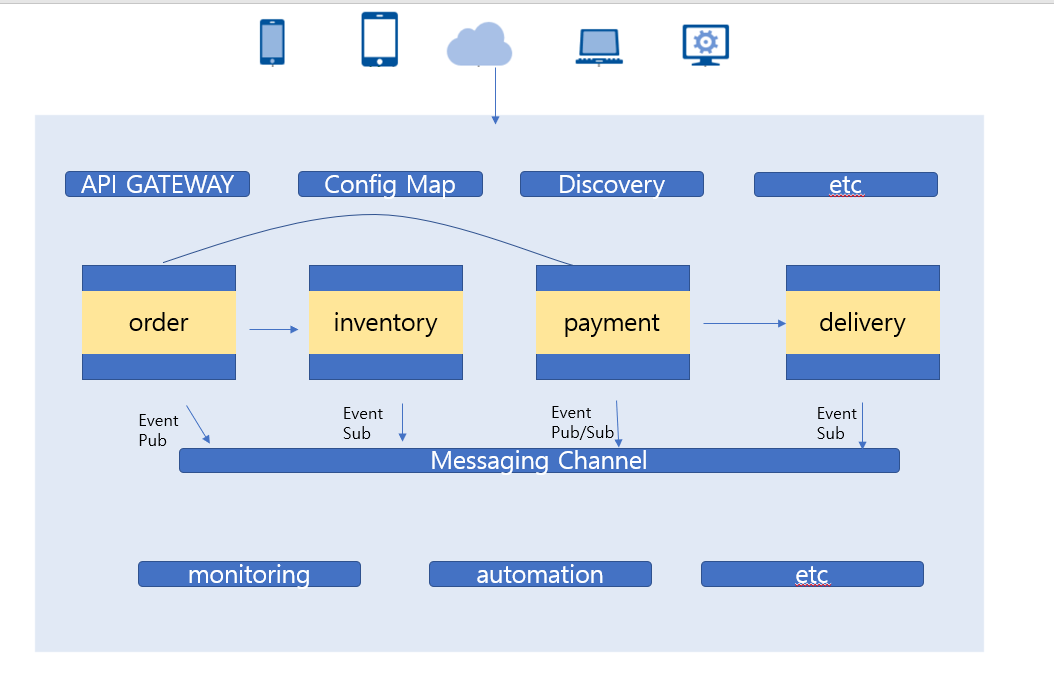 API GATEWAY
Config Map
Discovery
etc
order
inventory
payment
delivery
Event
Pub
Event
Sub
Event
Pub/Sub
Event
Sub
Messaging Channel
monitoring
automation
etc